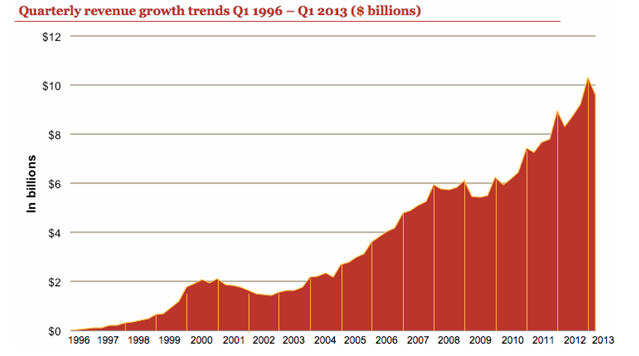 Quarterly revenue growth trends Q1 1996 – Q1 2013 ($ billions)
$12
$10
$8
$6
$4
$2
$0
In billions
1996 1997 1998 1999 2000 2001 2002 2003 2004 2005 2006 2007 2008 2009 2010 2011 2012 2013